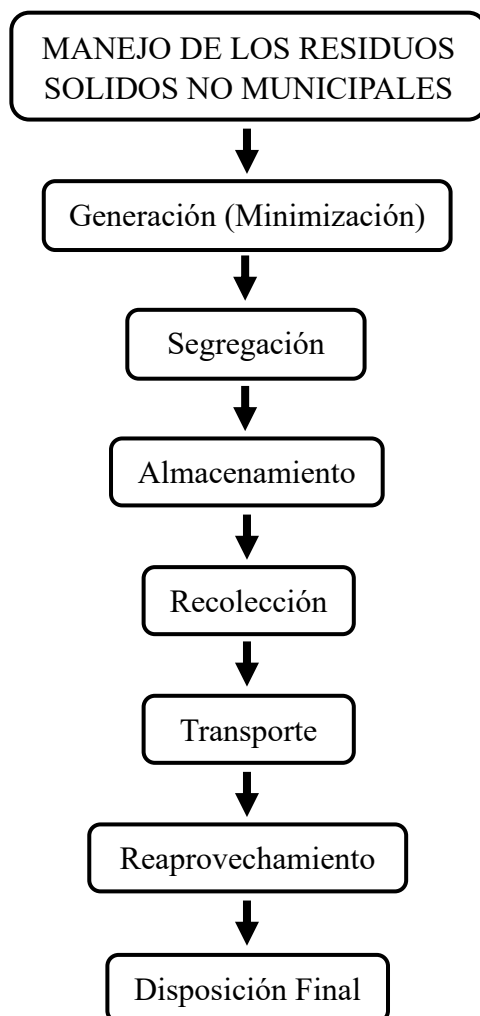 MANEJO DE LOS RESIDUOS
SOLIDOS NO MUNICIPALES
Generación (Minimización)
Segregación
Almacenamiento
Recolección
Transporte
Reaprovechamiento
Disposición Final